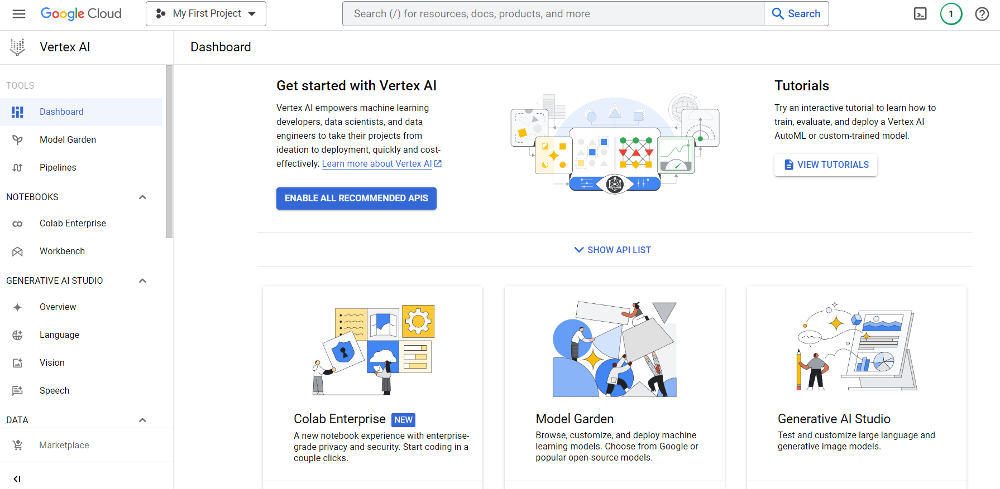 Google Cloud
My First Project
Search (/) for resources, docs, products, and more
Search
1
Vertex AI
Dashboard
TOOLS
Dashboard
Model Garden
Pipelines
NOTEBOOKS
Colab Enterprise
Workbench
GENERATIVE AI STUDIO
Overview
Language
Vision
Speech
DATA
Marketplace
Get started with Vertex AI
Vertex AI empowers machine learning
developers, data scientists, and data
engineers to take their projects from
ideation to deployment, quickly and cost-
effectively. Learn more about Vertex AI
ENABLE ALL RECOMMENDED APIS
Tutorials
Try an interactive tutorial to learn how to
train, evaluate, and deploy a Vertex AI
AutoML or custom-trained model.
VIEW TUTORIALS
SHOW API LIST
Colab Enterprise NEW
A new notebook experience with enterprise-
grade privacy and security. Start coding in a
couple clicks.
Model Garden
Browse, customize, and deploy machine
learning models. Choose from Google or
popular open-source models.
Generative AI Studio
Test and customize large language and
generative image models.